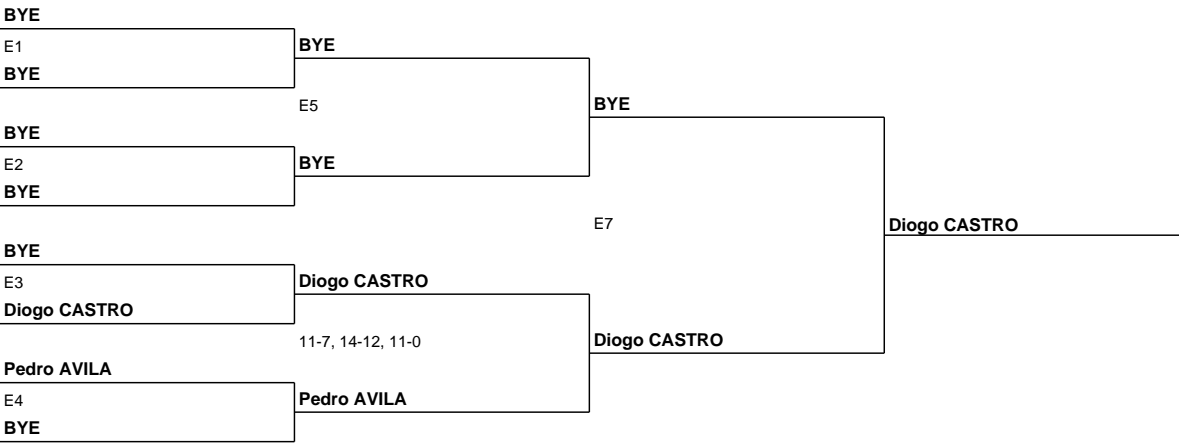 BYE
E1
BYE
BYE
E5
BYE
BYE
E2
BYE
BYE
E7
Diogo CASTRO
BYE
E3
Diogo CASTRO
Diogo CASTRO
11-7, 14-12, 11-0
Diogo CASTRO
Pedro AVILA
E4
Pedro AVILA
BYE